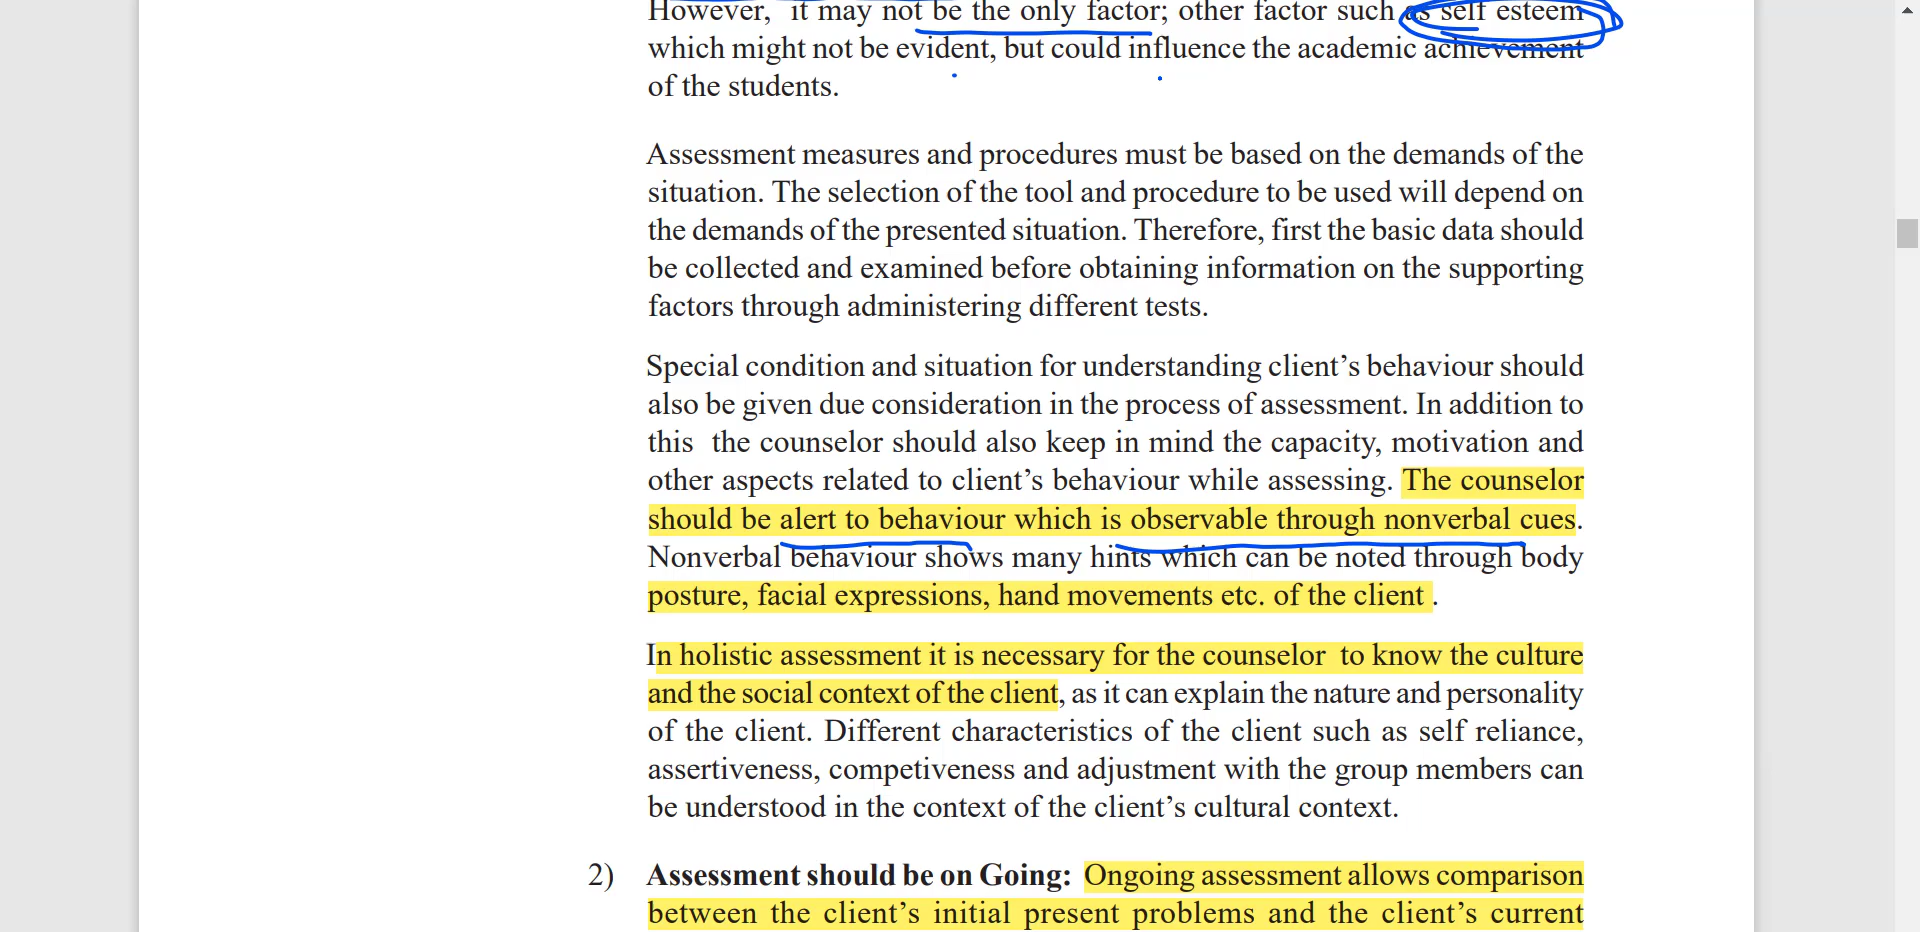 However, it may not be the only factor; other factor such as self esteem
which might not be evident, but could influence the academic achievement
of the students.
Assessment measures and procedures must be based on the demands of the
situation. The selection of the tool and procedure to be used will depend on
the demands of the presented situation. Therefore, first the basic data should
be collected and examined before obtaining information on the supporting
factors through administering different tests.
Special condition and situation for understanding client’s behaviour should
also be given due consideration in the process of assessment. In addition to
this the counselor should also keep in mind the capacity, motivation and
other aspects related to client’s behaviour while assessing. The counselor
should be alert to behaviour which is observable through nonverbal cues.
Nonverbal behaviour shows many hints which can be noted through body
posture, facial expressions, hand movements etc. of the client .
In holistic assessment it is necessary for the counselor to know the culture
and the social context of the client, as it can explain the nature and personality
of the client. Different characteristics of the client such as self reliance,
assertiveness, competiveness and adjustment with the group members can
be understood in the context of the client’s cultural context.
2) Assessment should be on Going: Ongoing assessment allows comparison
between the client’s initial present problems and the client’s current